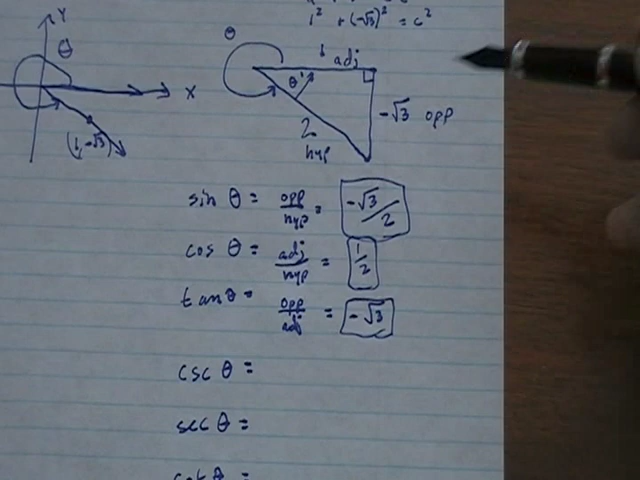 1² + (-√3)² = c²
Y
θ
x
(1, -√3)
θ
1 adj
θ'
-√3 opp
2
hyp
sin θ = opp/hyp = -√3/2
cos θ = adj/hyp = 1/2
tan θ = opp/adj = -√3
csc θ =
sec θ =
cot θ =